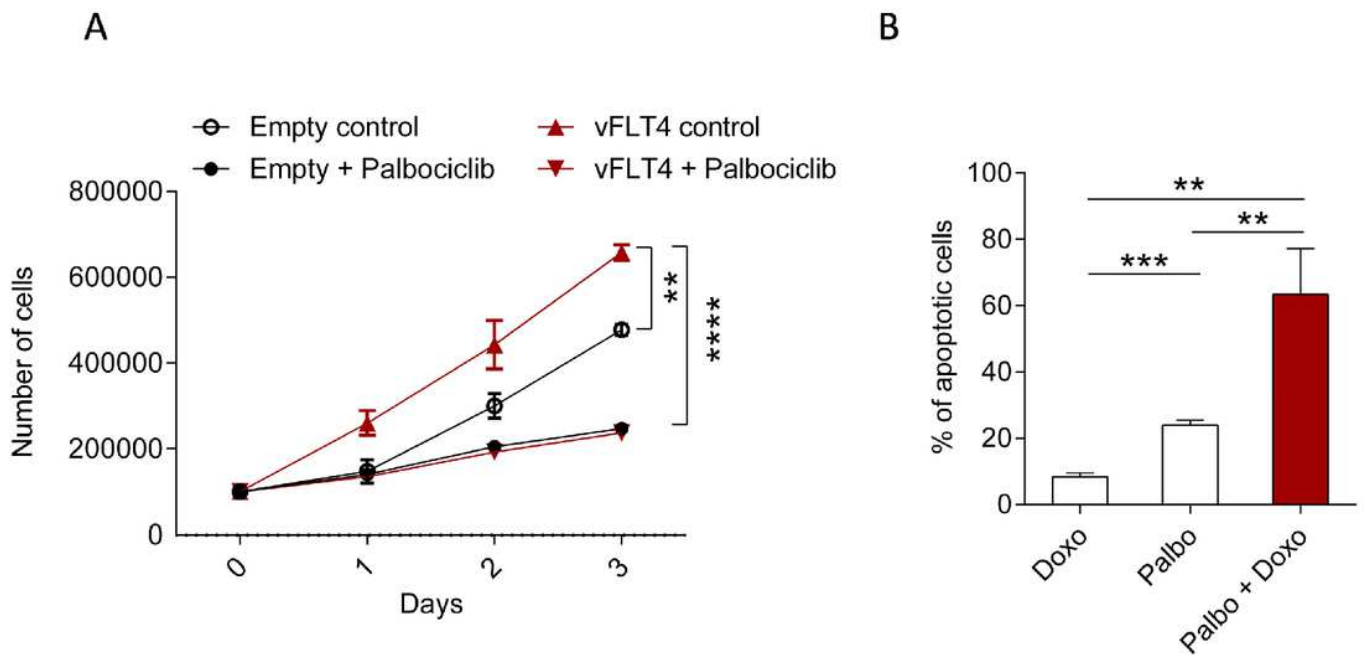 A
B
Empty control
vFLT4 control
Empty + Palbociclib
vFLT4 + Palbociclib
Number of cells
800000
600000
400000
200000
0
0
1
2
3
Days
**
****
% of apoptotic cells
100
80
60
40
20
0
**
**
***
Doxo
Palbo
Palbo + Doxo